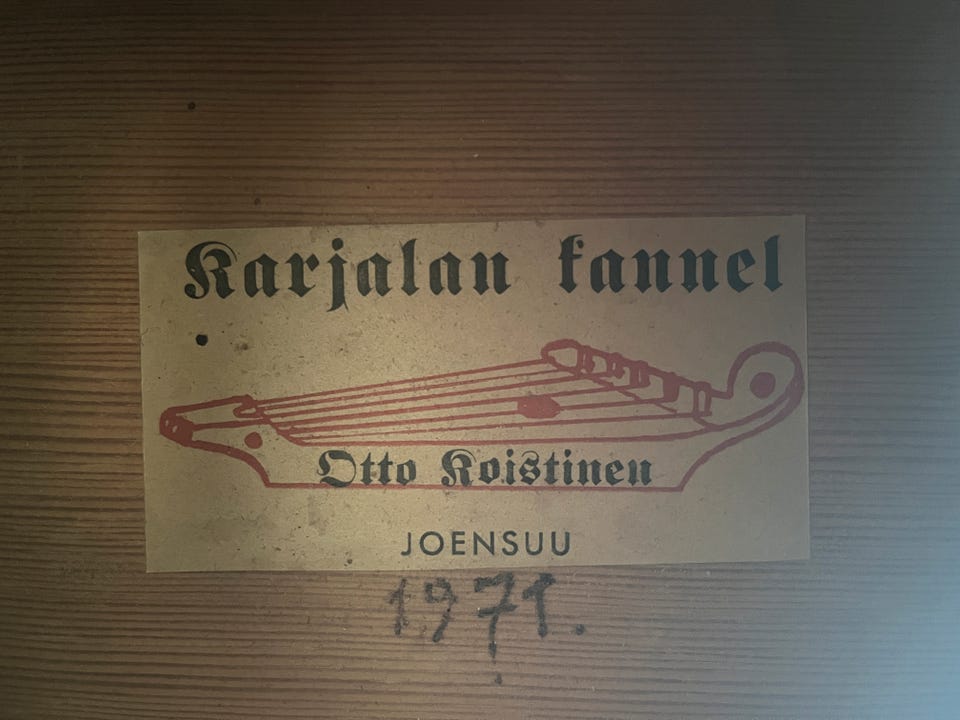 Karjalan kannel
Otto Koistinen
JOENSUU
1971.